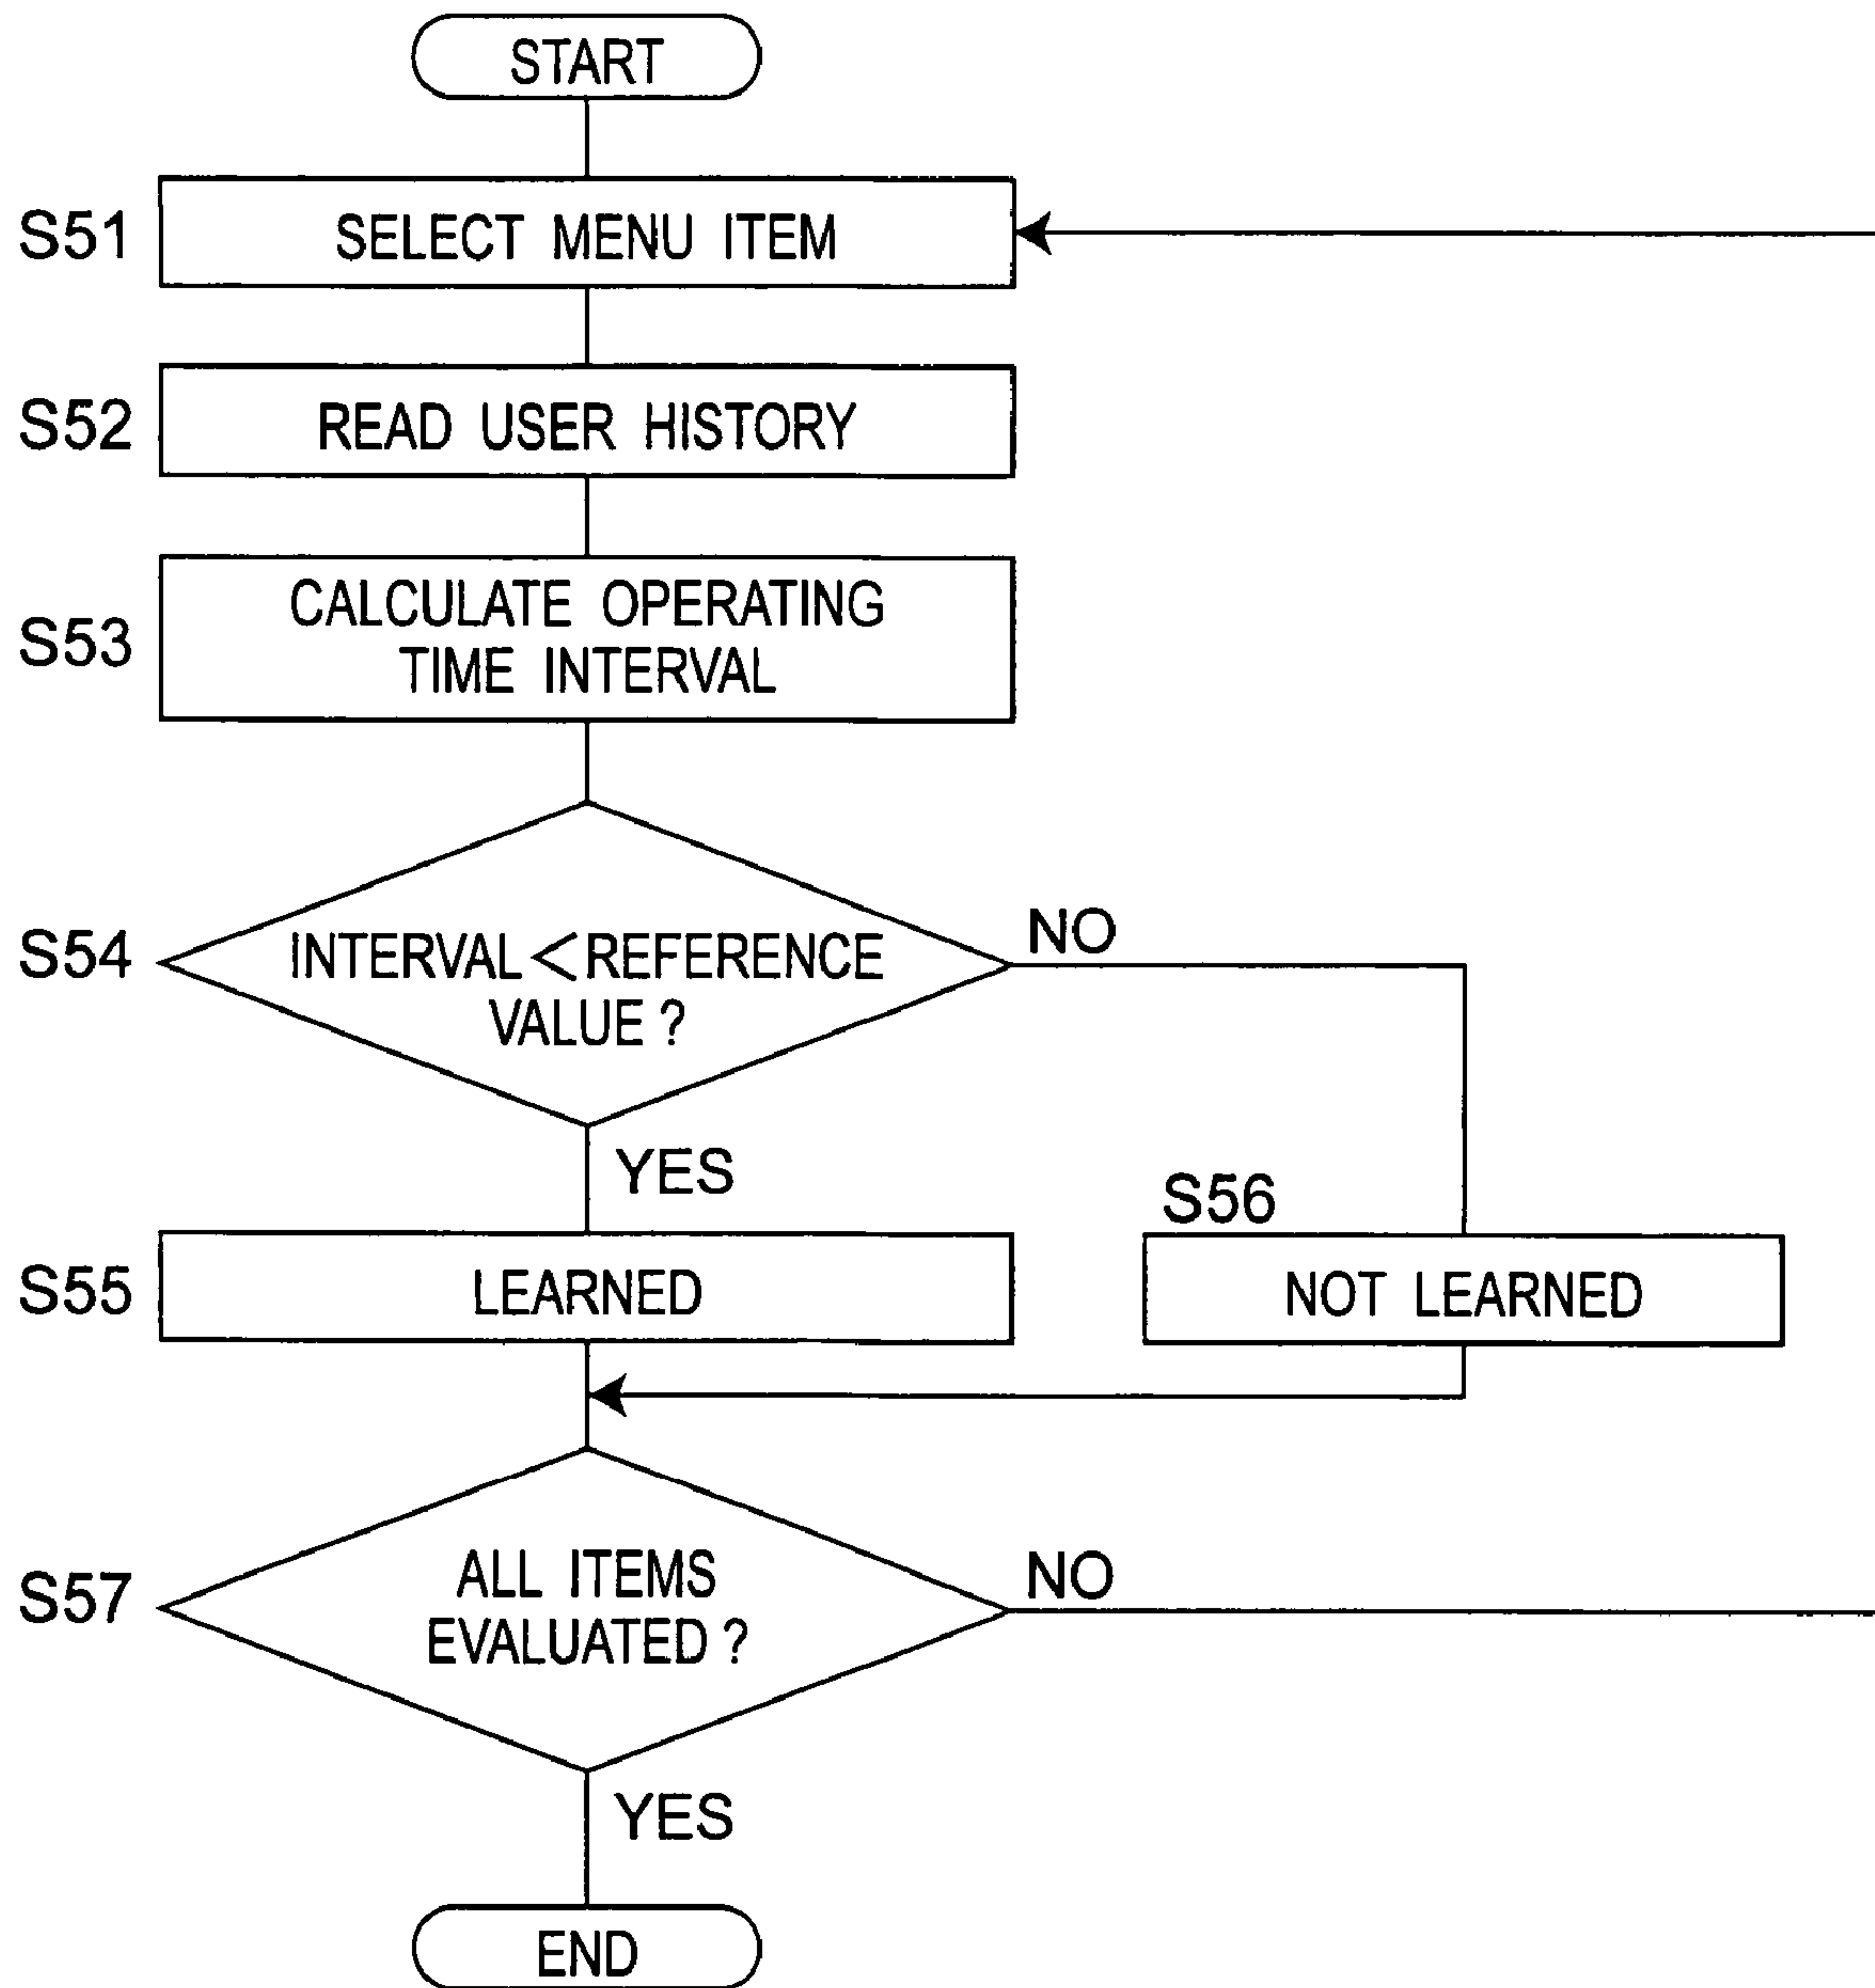 START
S51
SELECT MENU ITEM
S52
READ USER HISTORY
S53
CALCULATE OPERATING
TIME INTERVAL
S54
INTERVAL<REFERENCE
VALUE ?
NO
YES
S56
S55
LEARNED
NOT LEARNED
S57
ALL ITEMS
EVALUATED ?
NO
YES
END